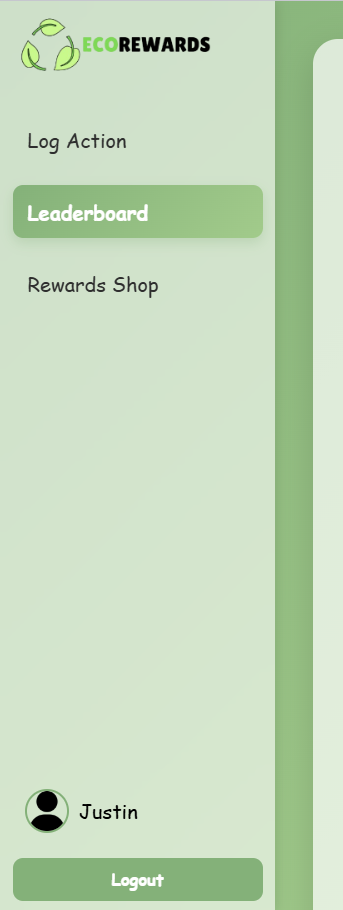 ECOREWARDS
Log Action
Leaderboard
Rewards Shop
Justin
Logout